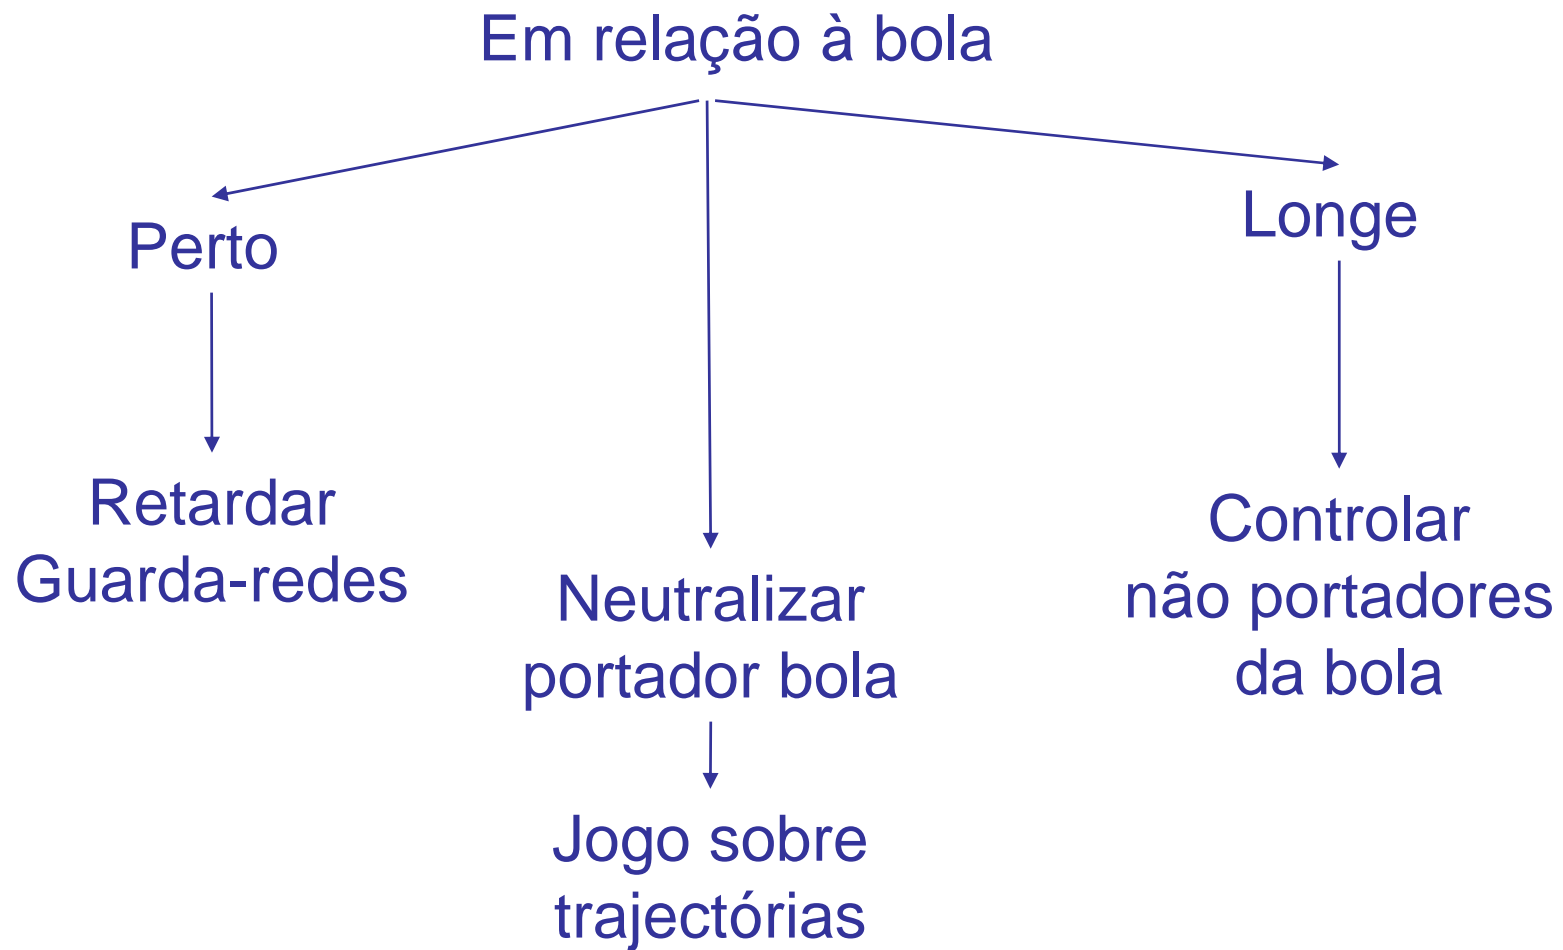 Em relação à bola
Perto
Longe
Retardar
Guarda-redes
Neutralizar
portador bola
Controlar
não portadores
da bola
Jogo sobre
trajectórias